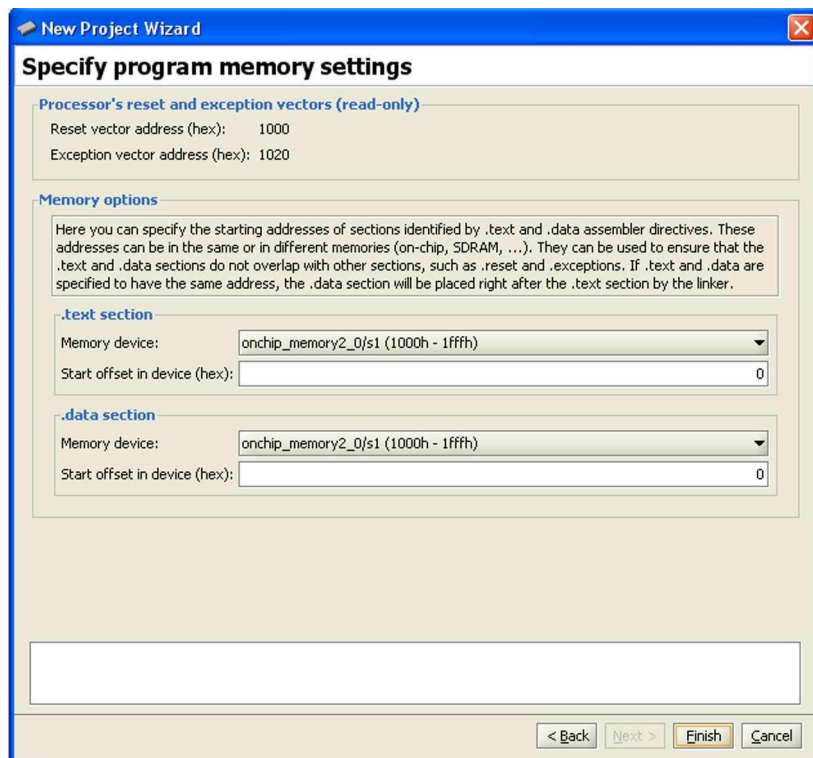 New Project Wizard
Specify program memory settings
Processor's reset and exception vectors (read-only)
Reset vector address (hex): 1000
Exception vector address (hex): 1020
Memory options
Here you can specify the starting addresses of sections identified by .text and .data assembler directives. These
addresses can be in the same or in different memories (on-chip, SDRAM, ...). They can be used to ensure that the
.text and .data sections do not overlap with other sections, such as .reset and .exceptions. If .text and .data are
specified to have the same address, the .data section will be placed right after the .text section by the linker.
.text section
Memory device: onchip_memory2_0/s1 (1000h - 1fffh)
Start offset in device (hex): 0
.data section
Memory device: onchip_memory2_0/s1 (1000h - 1fffh)
Start offset in device (hex): 0
< Back Next > Finish Cancel